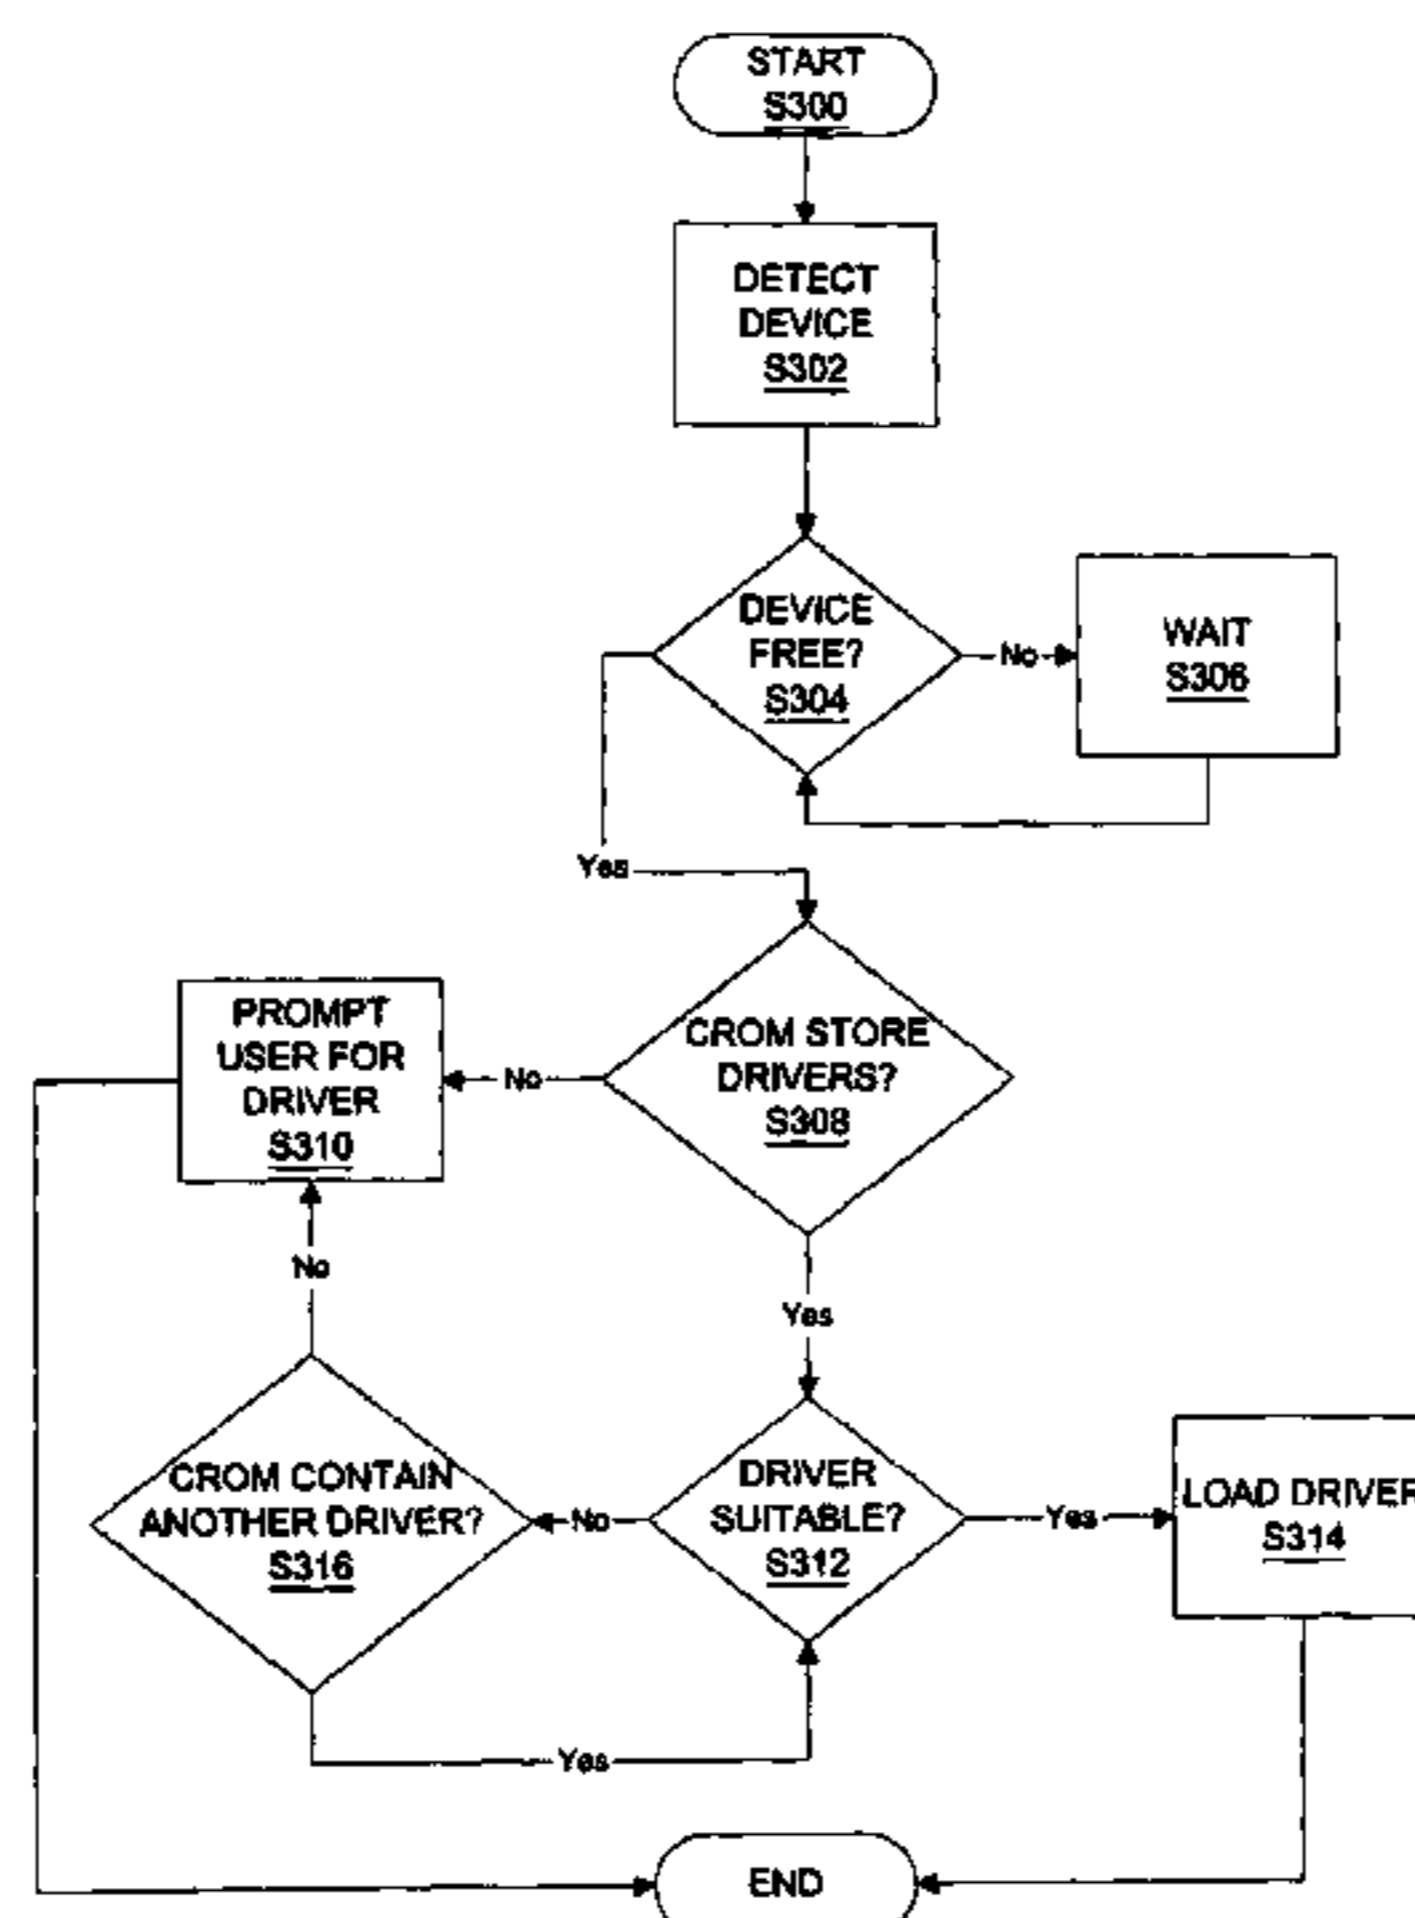 START
S300
DETECT
DEVICE
S302
DEVICE
FREE?
S304
No
WAIT
S306
Yes
CROM STORE
DRIVERS?
S308
No
PROMPT
USER FOR
DRIVER
S310
No
Yes
CROM CONTAIN
ANOTHER DRIVER?
S316
No
DRIVER
SUITABLE?
S312
Yes
LOAD DRIVER
S314
Yes
END